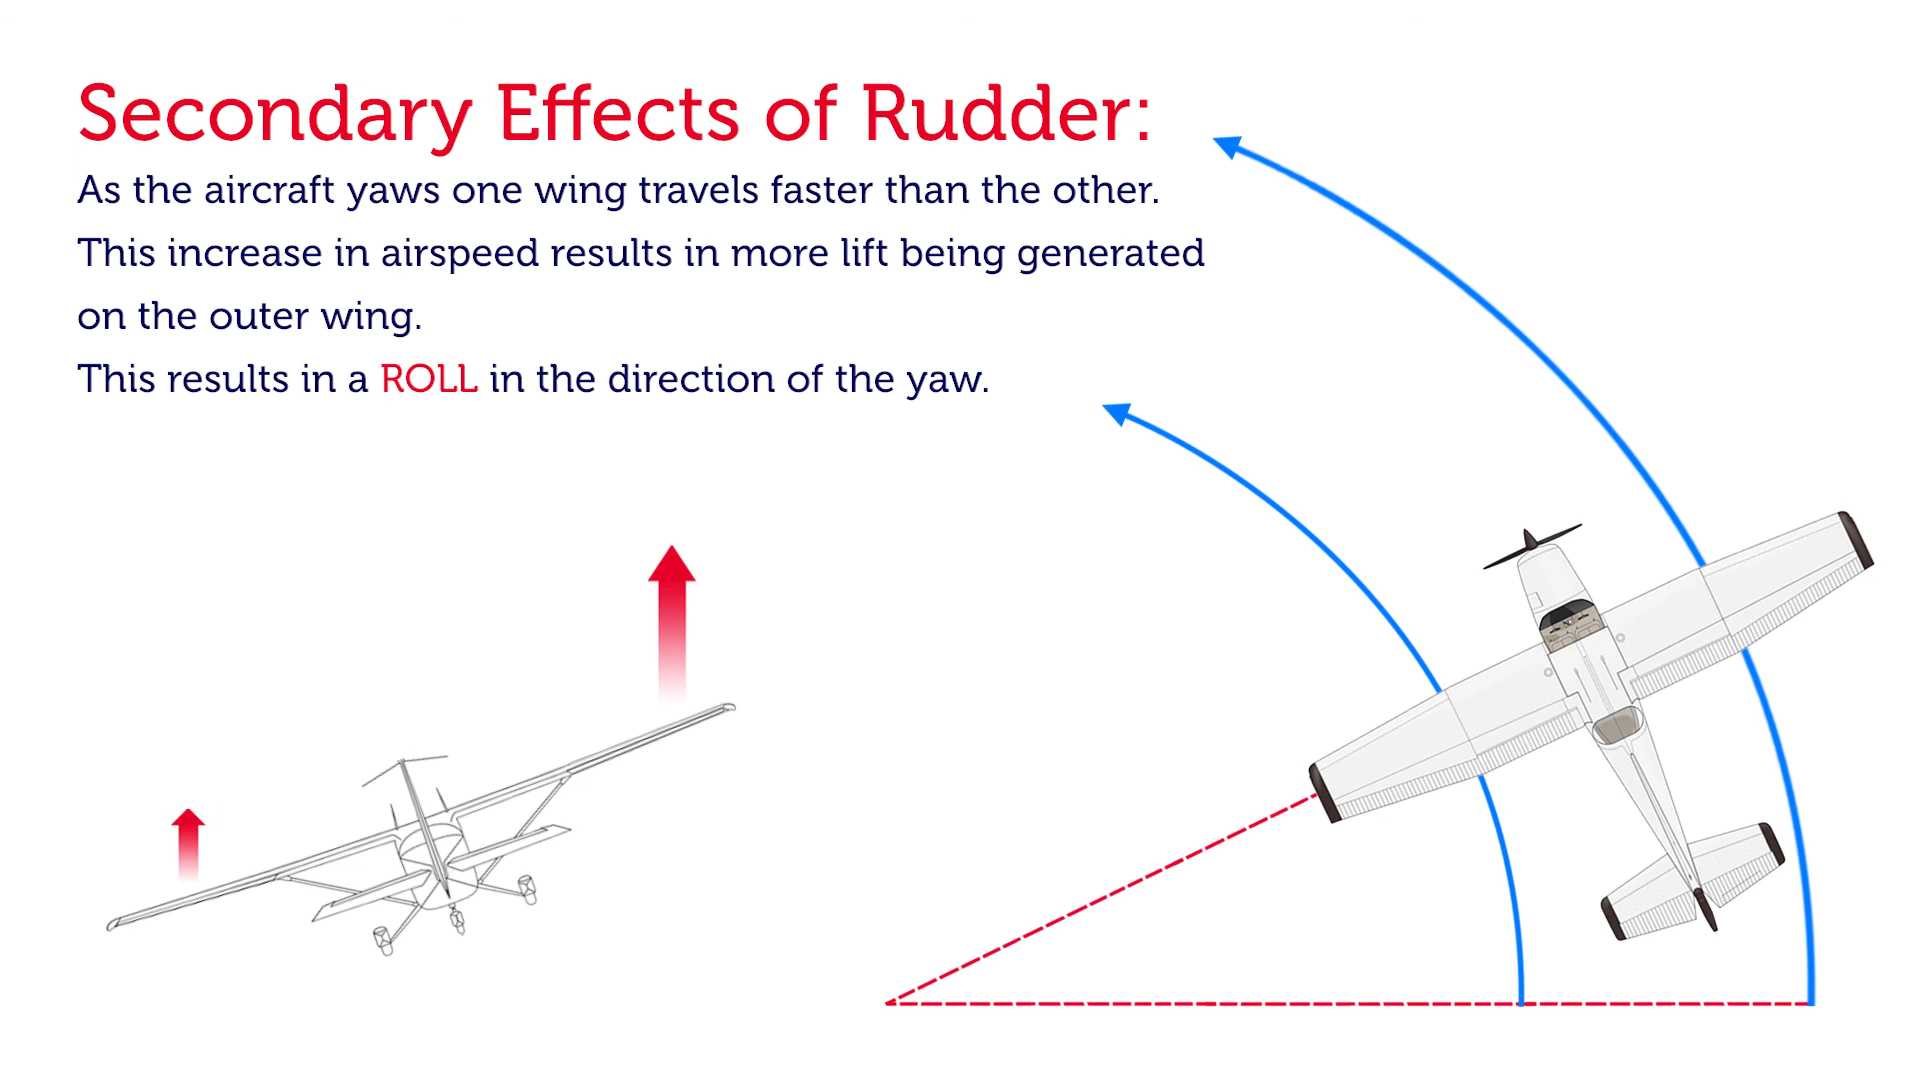 Secondary Effects of Rudder:
As the aircraft yaws one wing travels faster than the other.
This increase in airspeed results in more lift being generated
on the outer wing.
This results in a ROLL in the direction of the yaw.